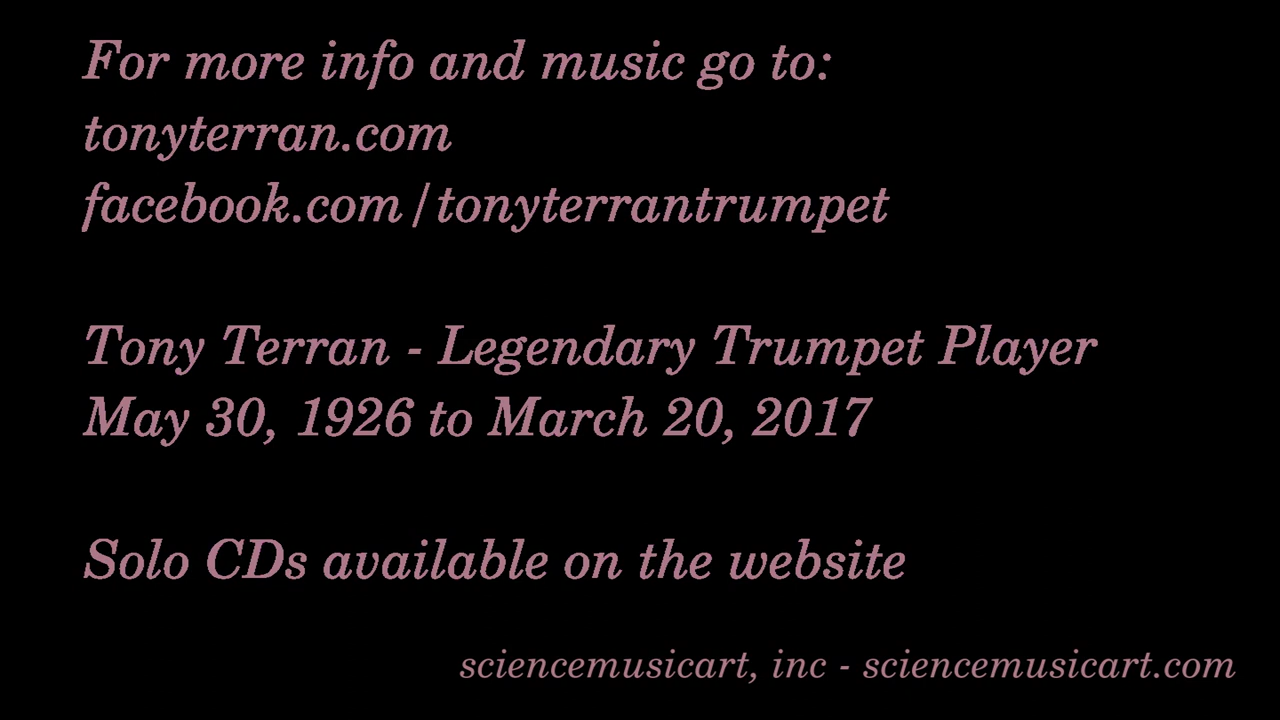 For more info and music go to:
tonyterran.com
facebook.com/tonyterrantrumpet
Tony Terran - Legendary Trumpet Player
May 30, 1926 to March 20, 2017
Solo CDs available on the website
sciencemusicart, inc - sciencemusicart.com